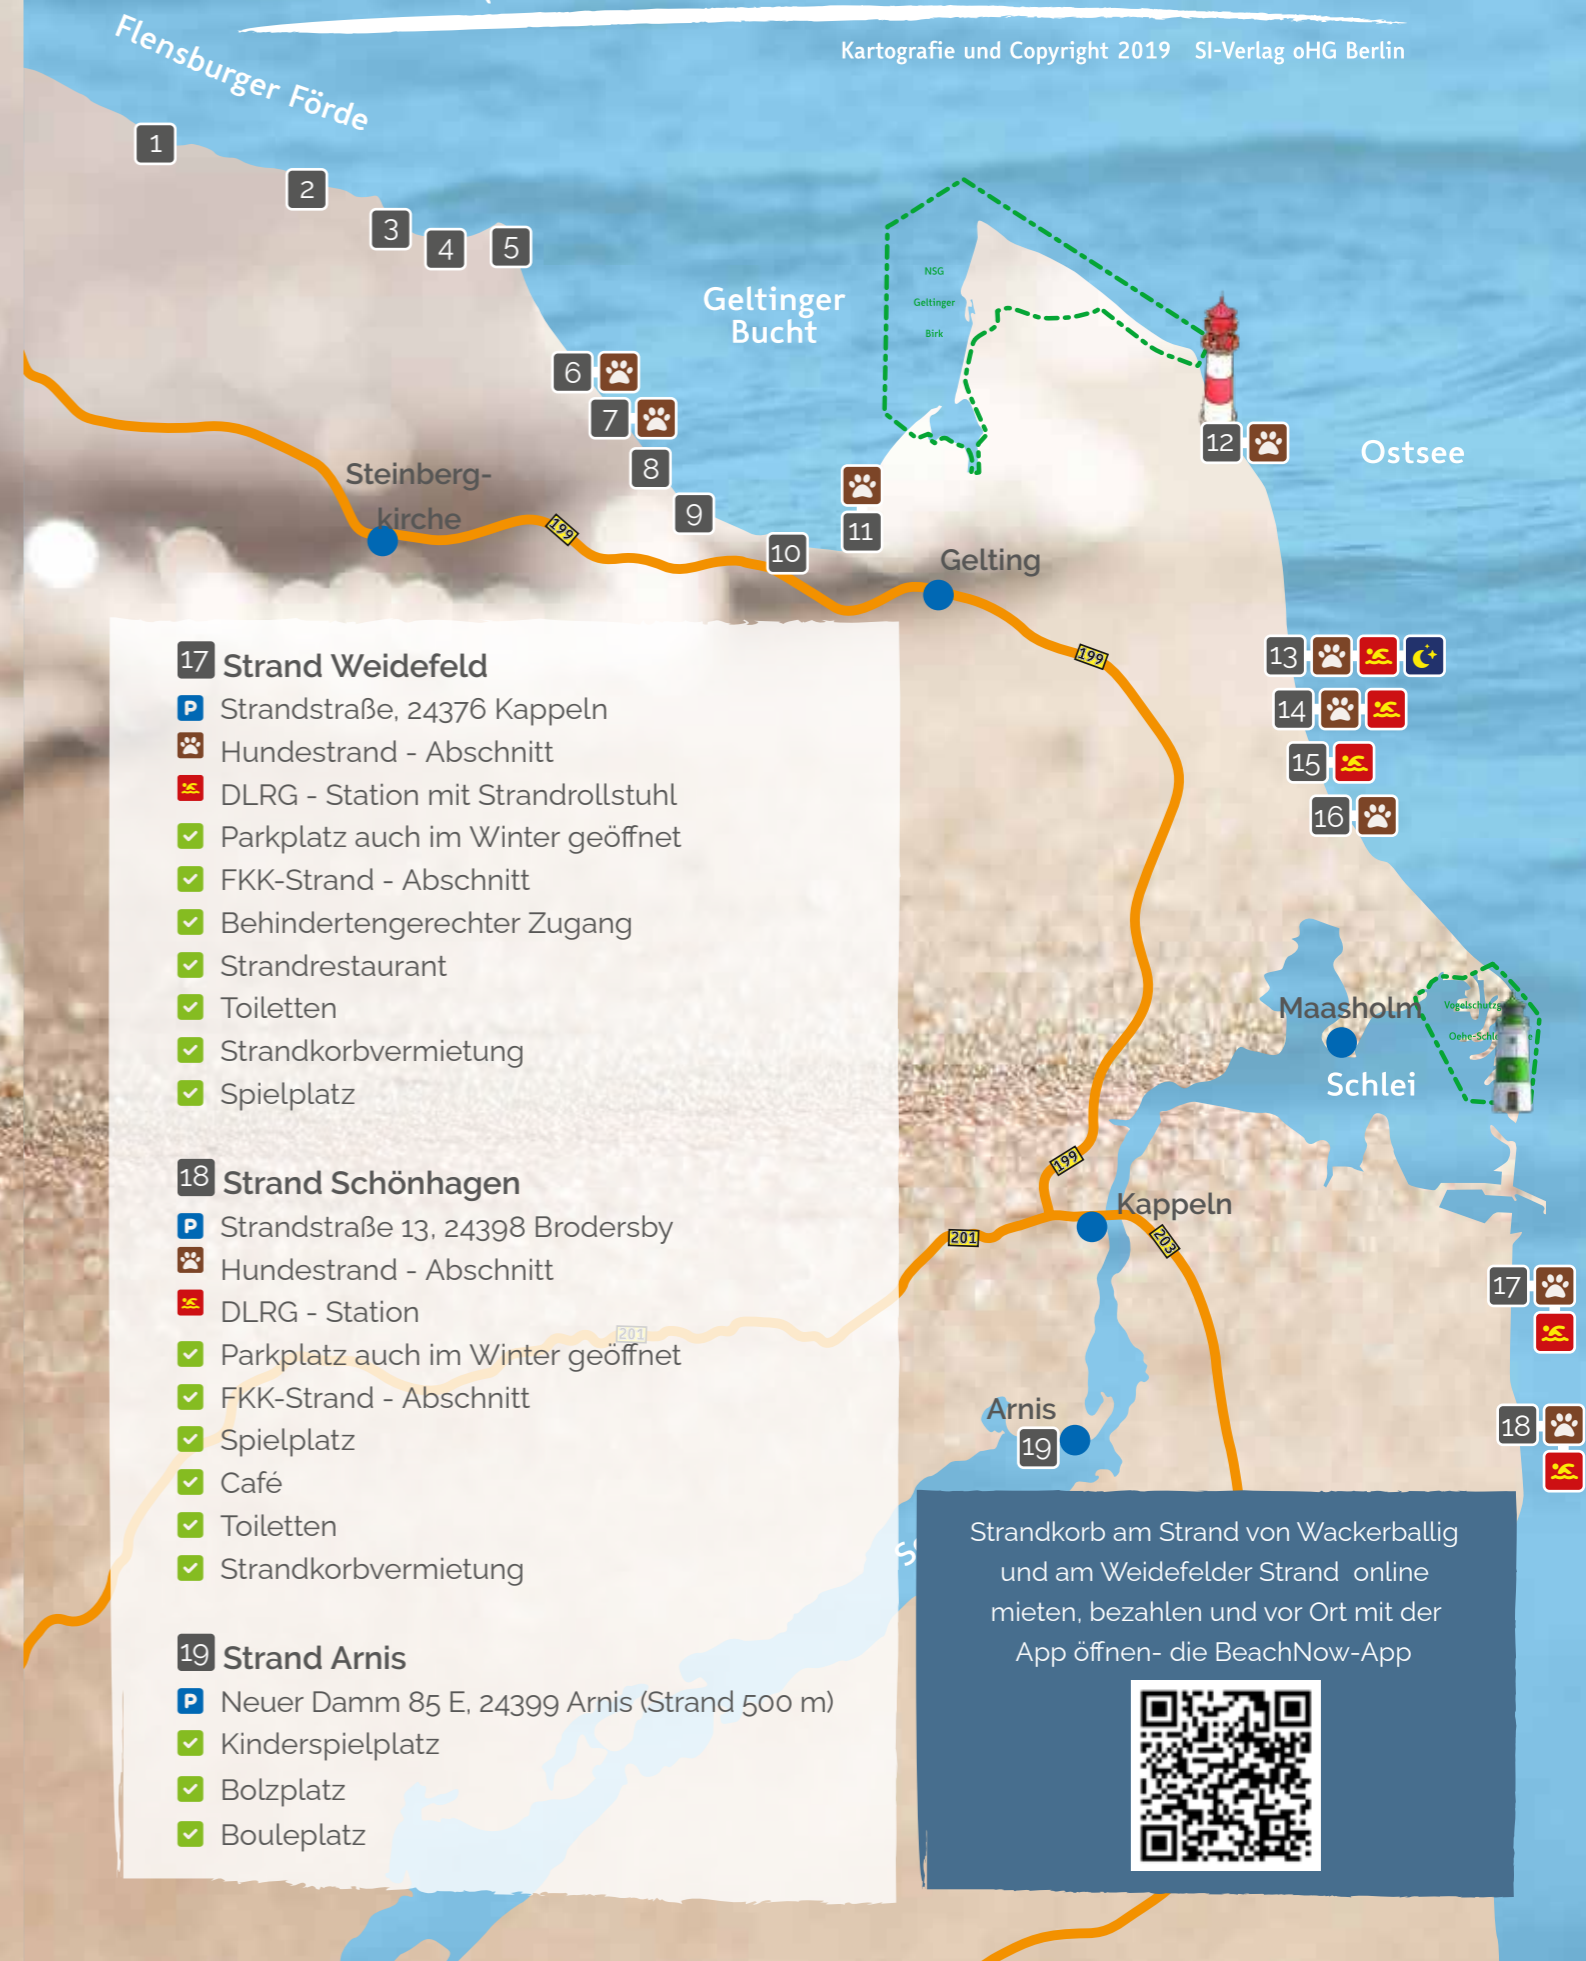 Kartografie und Copyright 2019 SI-Verlag oHG Berlin
Flensburger Förde
1
2
3
4
5
NSG
Geltinger
Birk
Geltinger
Bucht
6
7
8
9
10
11
12
Ostsee
Steinberg-
kirche
199
Gelting
199
13
14
15
16
17 Strand Weidefeld
P Strandstraße, 24376 Kappeln
Hundestrand - Abschnitt
DLRG - Station mit Strandrollstuhl
Parkplatz auch im Winter geöffnet
FKK-Strand - Abschnitt
Behindertengerechter Zugang
Strandrestaurant
Toiletten
Strandkorbvermietung
Spielplatz
18 Strand Schönhagen
P Strandstraße 13, 24398 Brodersby
Hundestrand - Abschnitt
DLRG - Station
201
Parkplatz auch im Winter geöffnet
FKK-Strand - Abschnitt
Spielplatz
Café
Toiletten
Strandkorbvermietung
19 Strand Arnis
P Neuer Damm 85 E, 24399 Arnis (Strand 500 m)
Kinderspielplatz
Bolzplatz
Bouleplatz
Maasholm
Schlei
199
Kappeln
201
203
17
18
Arnis
19
Strandkorb am Strand von Wackerballig
und am Weidefelder Strand online
mieten, bezahlen und vor Ort mit der
App öffnen- die BeachNow-App